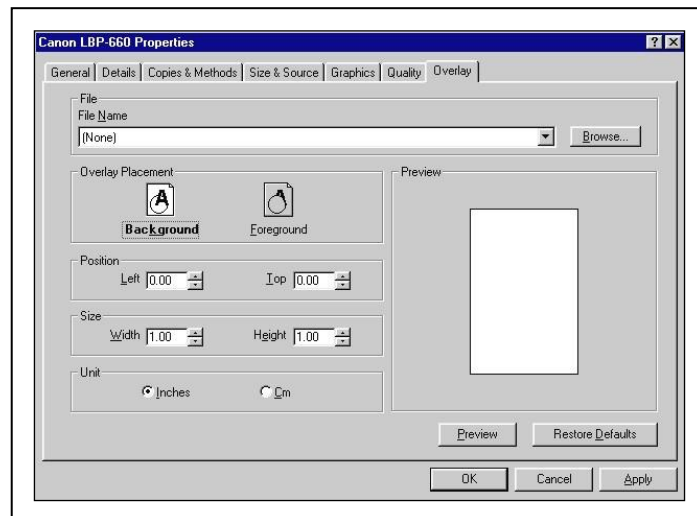 Canon LBP-660 Properties
General Details Copies & Methods Size & Source Graphics Quality Overlay
File
File Name
(None) Browse...
Overlay Placement
Background Foreground
Position
Left 0.00 Top 0.00
Size
Width 1.00 Height 1.00
Unit
Inches Cm
Preview
Preview Restore Defaults
OK Cancel Apply